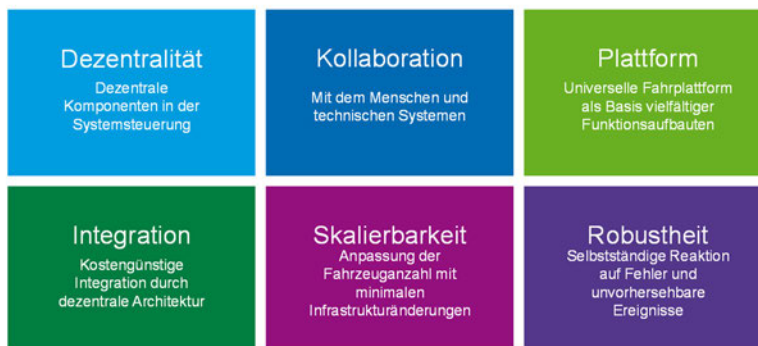 Dezentralität
Dezentrale
Komponenten in der
Systemsteuerung
Kollaboration
Mit dem Menschen und
technischen Systemen
Plattform
Universelle Fahrplattform
als Basis vielfältiger
Funktionsaufbauten
Integration
Kostengünstige
Integration durch
dezentrale Architektur
Skalierbarkeit
Anpassung der
Fahrzeuganzahl mit
minimalen
Infrastrukturänderungen
Robustheit
Selbstständige Reaktion
auf Fehler und
unvorhersehbare
Ereignisse